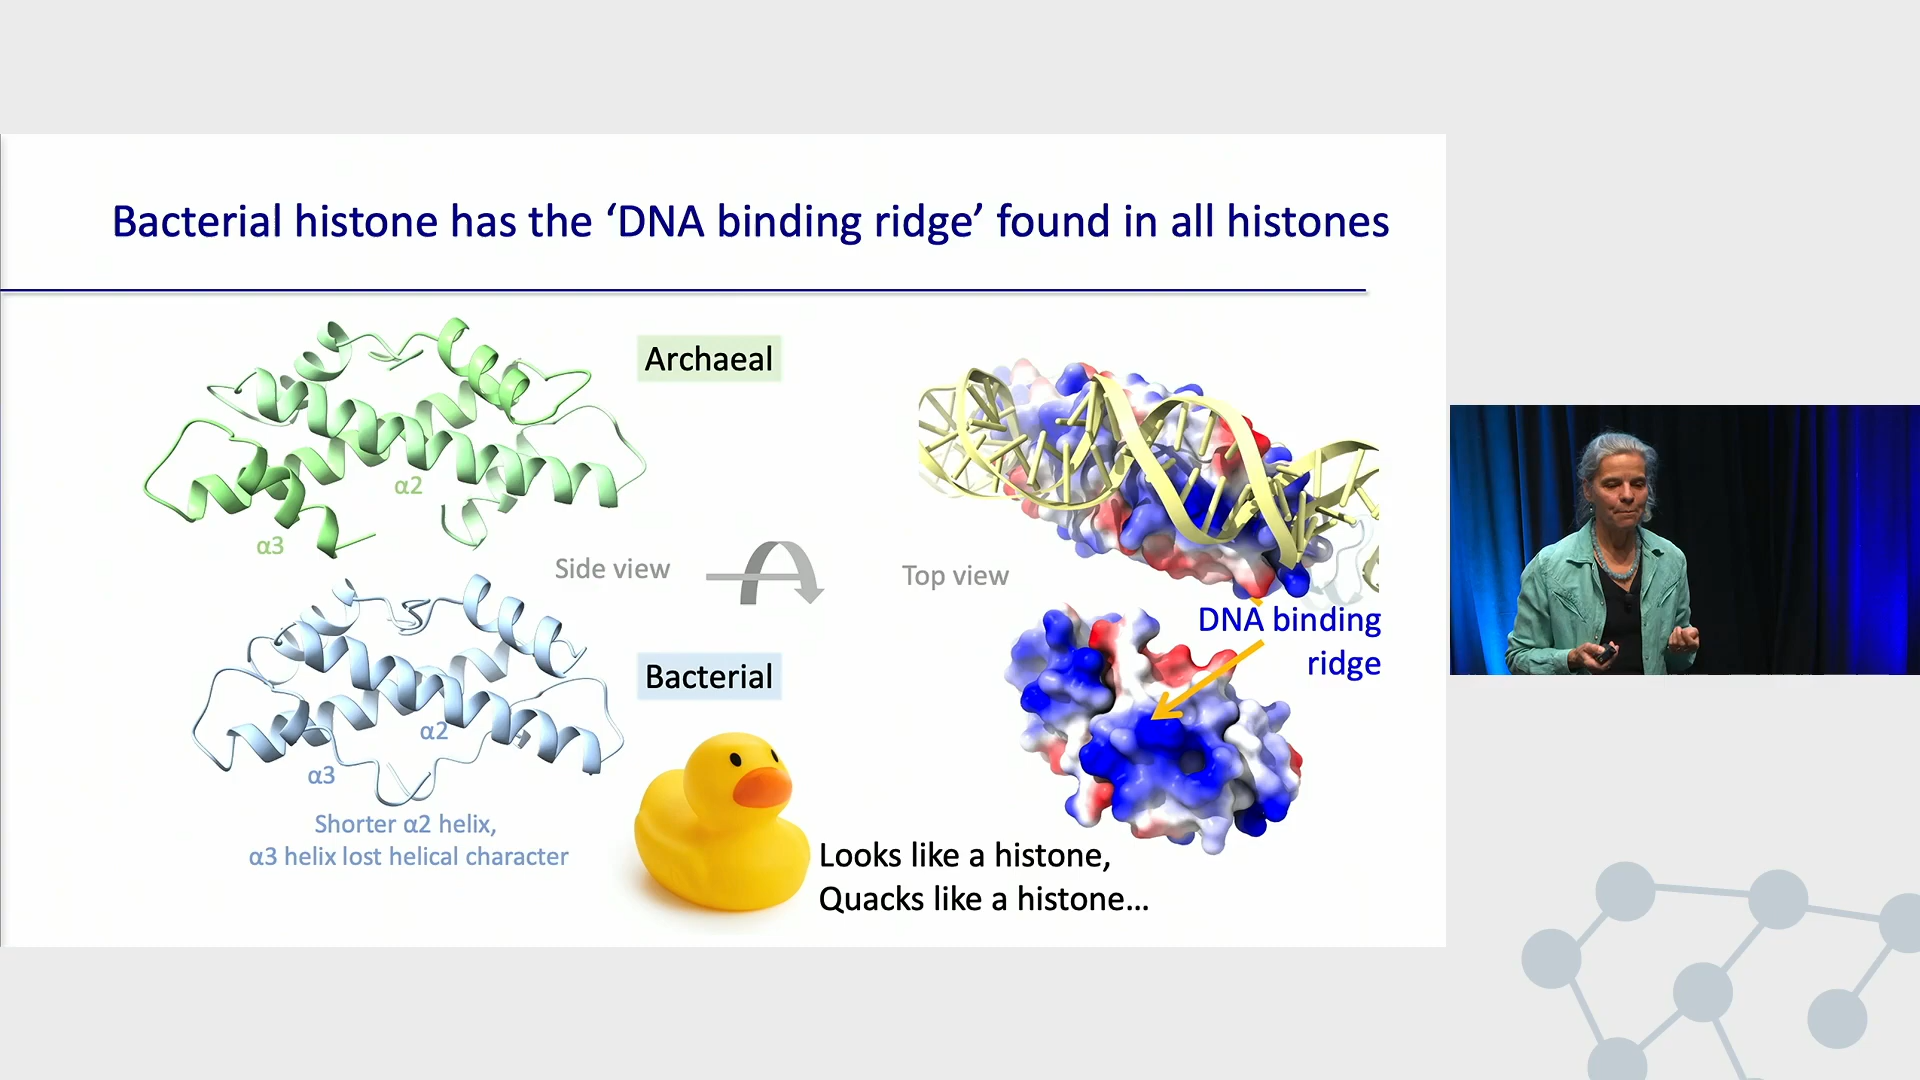 Bacterial histone has the ‘DNA binding ridge’ found in all histones
Archaeal
α2
α3
Side view
Top view
DNA binding
ridge
Bacterial
α2
α3
Shorter α2 helix,
α3 helix lost helical character
Looks like a histone,
Quacks like a histone...